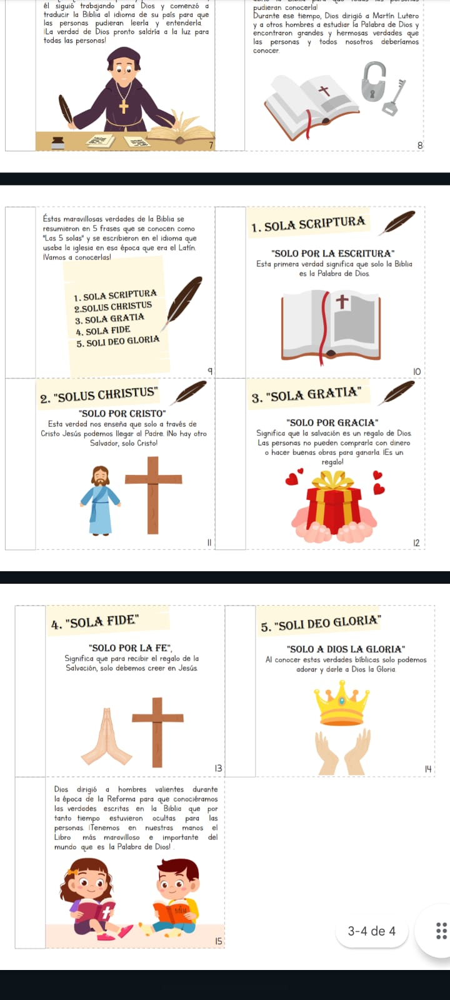 él siguió trabajando para Dios y comenzó a
traducir la Biblia al idioma de su país para que
las personas pudieran leerla y entenderla.
¡La verdad de Dios pronto saldría a la luz para
todas las personas!
7
pudieran conocerla!
Durante ese tiempo, Dios dirigió a Martín Lutero
y a otros hombres a estudiar la Palabra de Dios y
encontraron grandes y hermosas verdades que
las personas y todos nosotros deberíamos
conocer.
8
Éstas maravillosas verdades de la Biblia se
resumieron en 5 frases que se conocen como
"Las 5 solas" y se escribieron en el idioma que
usaba la iglesia en esa época que era el Latín.
¡Vamos a conocerlas!
1. SOLA SCRIPTURA
2.SOLUS CHRISTUS
3. SOLA GRATIA
4. SOLA FIDE
5. SOLI DEO GLORIA
9
1. SOLA SCRIPTURA
"SOLO POR LA ESCRITURA"
Esta primera verdad significa que solo la Biblia
es la Palabra de Dios.
10
2. "SOLUS CHRISTUS"
"SOLO POR CRISTO"
Esta verdad nos enseña que solo a través de
Cristo Jesús podemos llegar al Padre. ¡No hay otro
Salvador, solo Cristo!
11
3. "SOLA GRATIA"
"SOLO POR GRACIA"
Significa que la salvación es un regalo de Dios.
Las personas no pueden comprarla con dinero
o hacer buenas obras para ganarla. ¡Es un
regalo!
12
4. "SOLA FIDE"
"SOLO POR LA FE",
Significa que para recibir el regalo de la
Salvación, solo debemos creer en Jesús.
13
5. "SOLI DEO GLORIA"
"SOLO A DIOS LA GLORIA"
Al conocer estas verdades bíblicas solo podemos
adorar y darle a Dios la Gloria.
14
Dios dirigió a hombres valientes durante
la época de la Reforma para que conociéramos
las verdades escritas en la Biblia que por
tanto tiempo estuvieron ocultas para las
personas. ¡Tenemos en nuestras manos el
Libro más maravilloso e importante del
mundo que es la Palabra de Dios!
BIBLIA
15
3-4 de 4